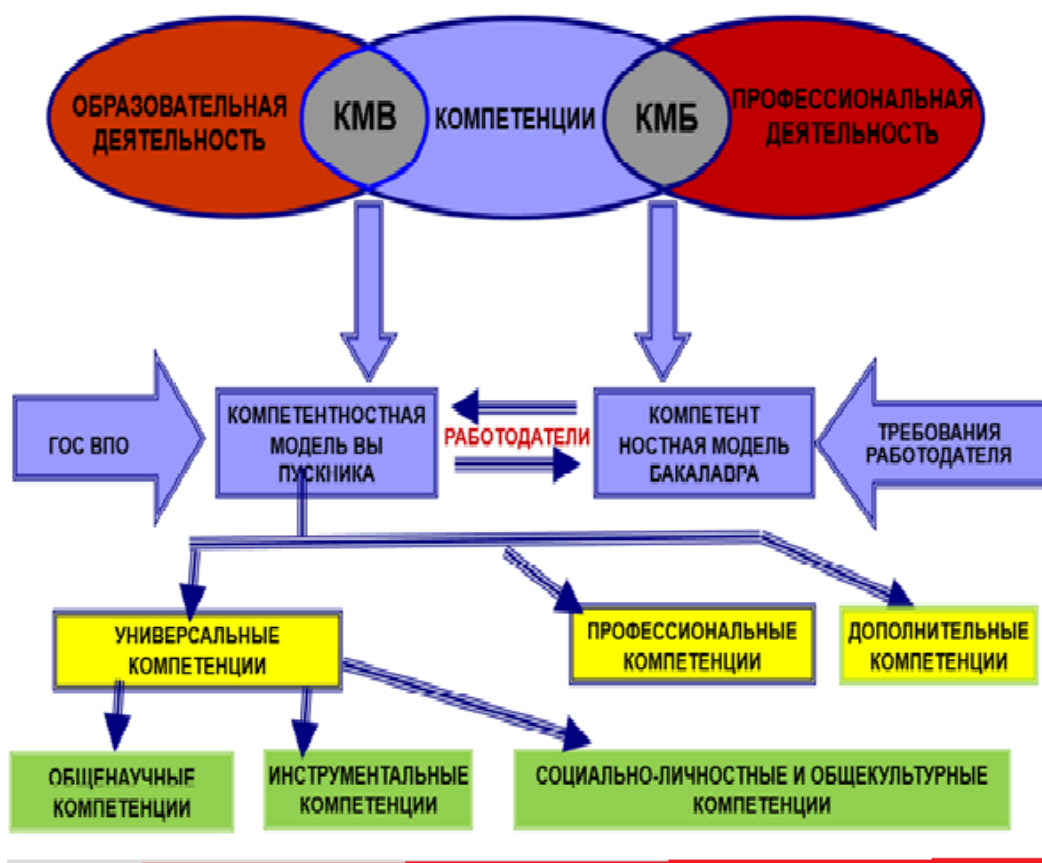 ОБРАЗОВАТЕЛЬНАЯ
ДЕЯТЕЛЬНОСТЬ
КМВ
КОМПЕТЕНЦИИ
КМБ
ПРОФЕССИОНАЛЬНАЯ
ДЕЯТЕЛЬНОСТЬ
ГОС ВПО
КОМПЕТЕНТНОСТНАЯ
МОДЕЛЬ ВЫ
ПУСКНИКА
РАБОТОДАТЕЛИ
КОМПЕТЕНТ
НОСТНАЯ МОДЕЛЬ
БАКАЛАВРА
ТРЕБОВАНИЯ
РАБОТОДАТЕЛЯ
УНИВЕРСАЛЬНЫЕ
КОМПЕТЕНЦИИ
ПРОФЕССИОНАЛЬНЫЕ
КОМПЕТЕНЦИИ
ДОПОЛНИТЕЛЬНЫЕ
КОМПЕТЕНЦИИ
ОБЩЕНАУЧНЫЕ
КОМПЕТЕНЦИИ
ИНСТРУМЕНТАЛЬНЫЕ
КОМПЕТЕНЦИИ
СОЦИАЛЬНО-ЛИЧНОСТНЫЕ И ОБЩЕКУЛЬТУРНЫЕ
КОМПЕТЕНЦИИ